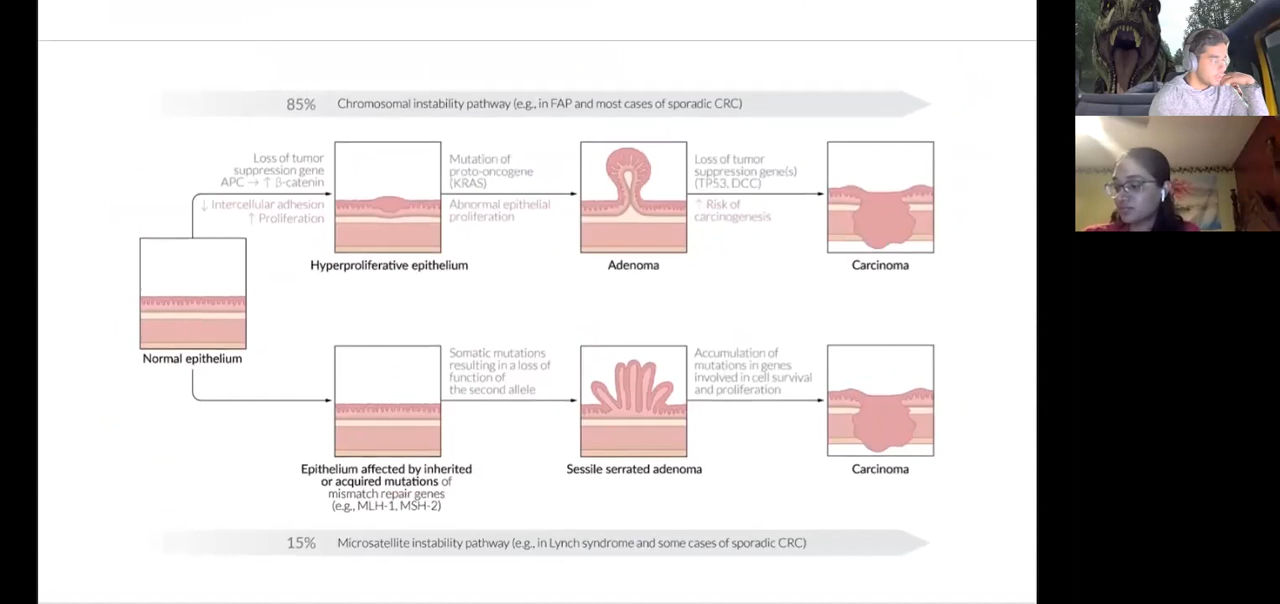 85% Chromosomal instability pathway (e.g., in FAP and most cases of sporadic CRC)
Loss of tumor
suppression gene
APC → ↑ β-catenin
↓ Intercellular adhesion
↑ Proliferation
Hyperproliferative epithelium
Mutation of
proto-oncogene
(KRAS)
Abnormal epithelial
proliferation
Adenoma
Loss of tumor
suppression gene(s)
(TP53, DCC)
↑ Risk of
carcinogenesis
Carcinoma
Normal epithelium
Epithelium affected by inherited
or acquired mutations of
mismatch repair genes
(e.g., MLH-1, MSH-2)
Somatic mutations
resulting in a loss of
function of
the second allele
Sessile serrated adenoma
Accumulation of
mutations in genes
involved in cell survival
and proliferation
Carcinoma
15% Microsatellite instability pathway (e.g., in Lynch syndrome and some cases of sporadic CRC)